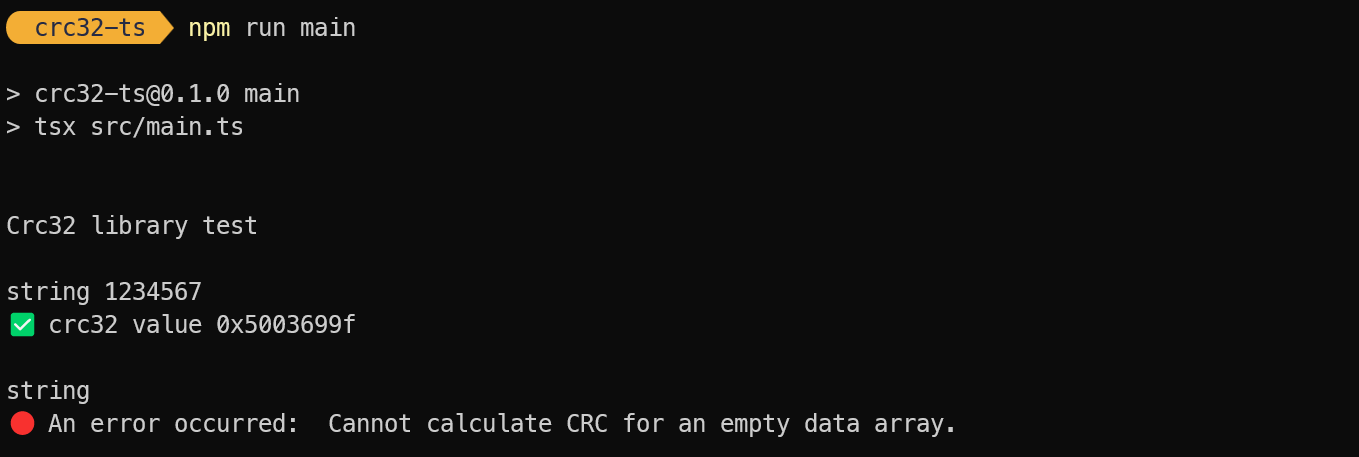 crc32-ts npm run main
> crc32-ts@0.1.0 main
> tsx src/main.ts
Crc32 library test
string 1234567
✅ crc32 value 0x5003699f
string
🔴 An error occurred:  Cannot calculate CRC for an empty data array.